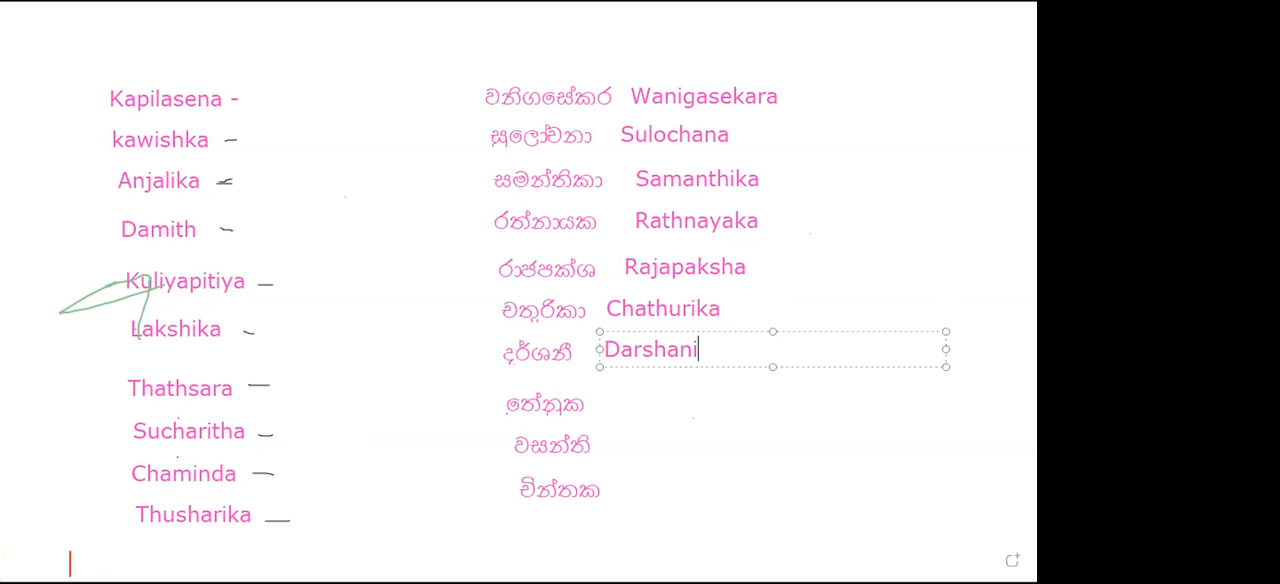 Kapilasena -
kawishka -
Anjalika -
Damith -
Kuliyapitiya -
Lakshika -
Thathsara -
Sucharitha -
Chaminda -
Thusharika -
වනිගසේකර Wanigasekara
සුලෝචනා Sulochana
සමන්තිකා Samanthika
රත්නායක Rathnayaka
රාජපක්ශ Rajapaksha
චතුරිකා Chathurika
දර්ශනී Darshani
තේනුක
වසන්ති
චින්තක